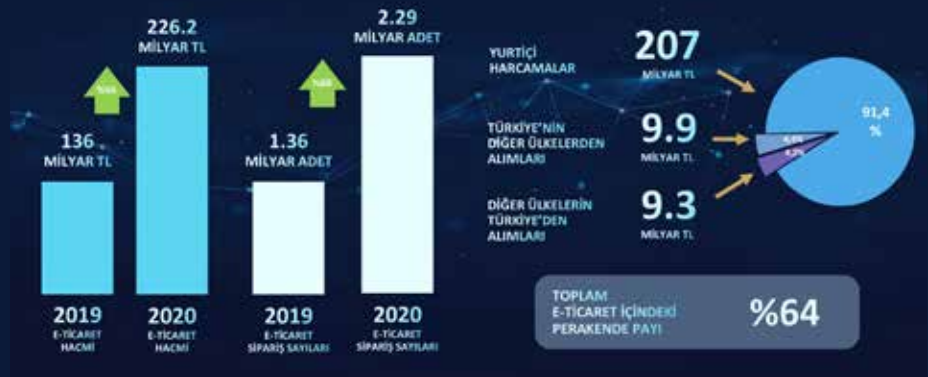 226.2
MİLYAR TL
%66
136
MİLYAR TL
2019
E-TİCARET
HACMİ
2020
E-TİCARET
HACMİ
2.29
MİLYAR ADET
1.36
MİLYAR ADET
2019
E-TİCARET
SİPARİŞ SAYILARI
2020
E-TİCARET
SİPARİŞ SAYILARI
YURTİÇİ
HARCAMALAR
207
MİLYAR TL
TÜRKİYE'NİN
DİĞER ÜLKELERDEN
ALIMLARI
9.9
MİLYAR TL
DİĞER ÜLKELERİN
TÜRKİYE'DEN
ALIMLARI
9.3
MİLYAR TL
91,4
%
TOPLAM
E-TİCARET İÇİNDEKİ
PERAKENDE PAYI
%64